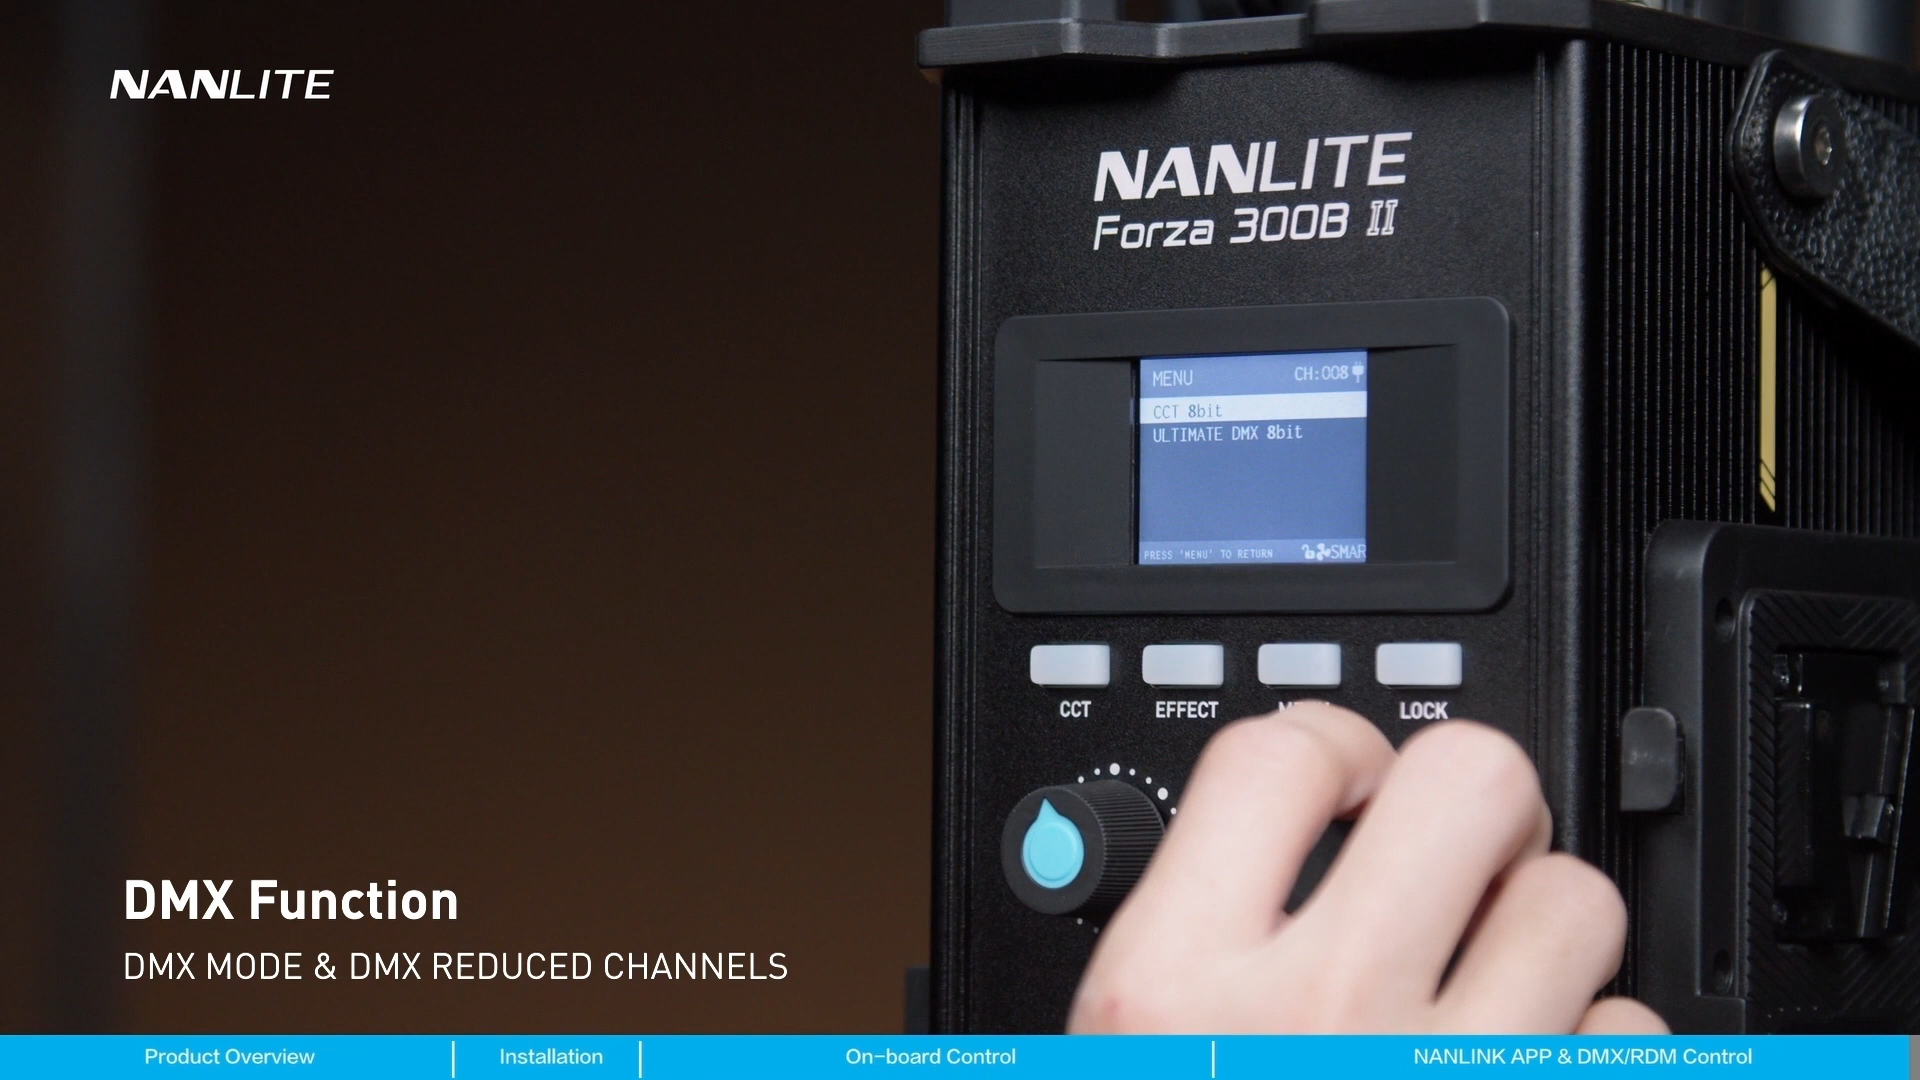 NANLITE
NANLITE
Forza 300B II
MENU CH:008
CCT 8bit
ULTIMATE DMX 8bit
PRESS 'MENU' TO RETURN SMAR
CCT EFFECT LOCK
DMX Function
DMX MODE & DMX REDUCED CHANNELS
Product Overview Installation On-board Control NANLINK APP & DMX/RDM Control